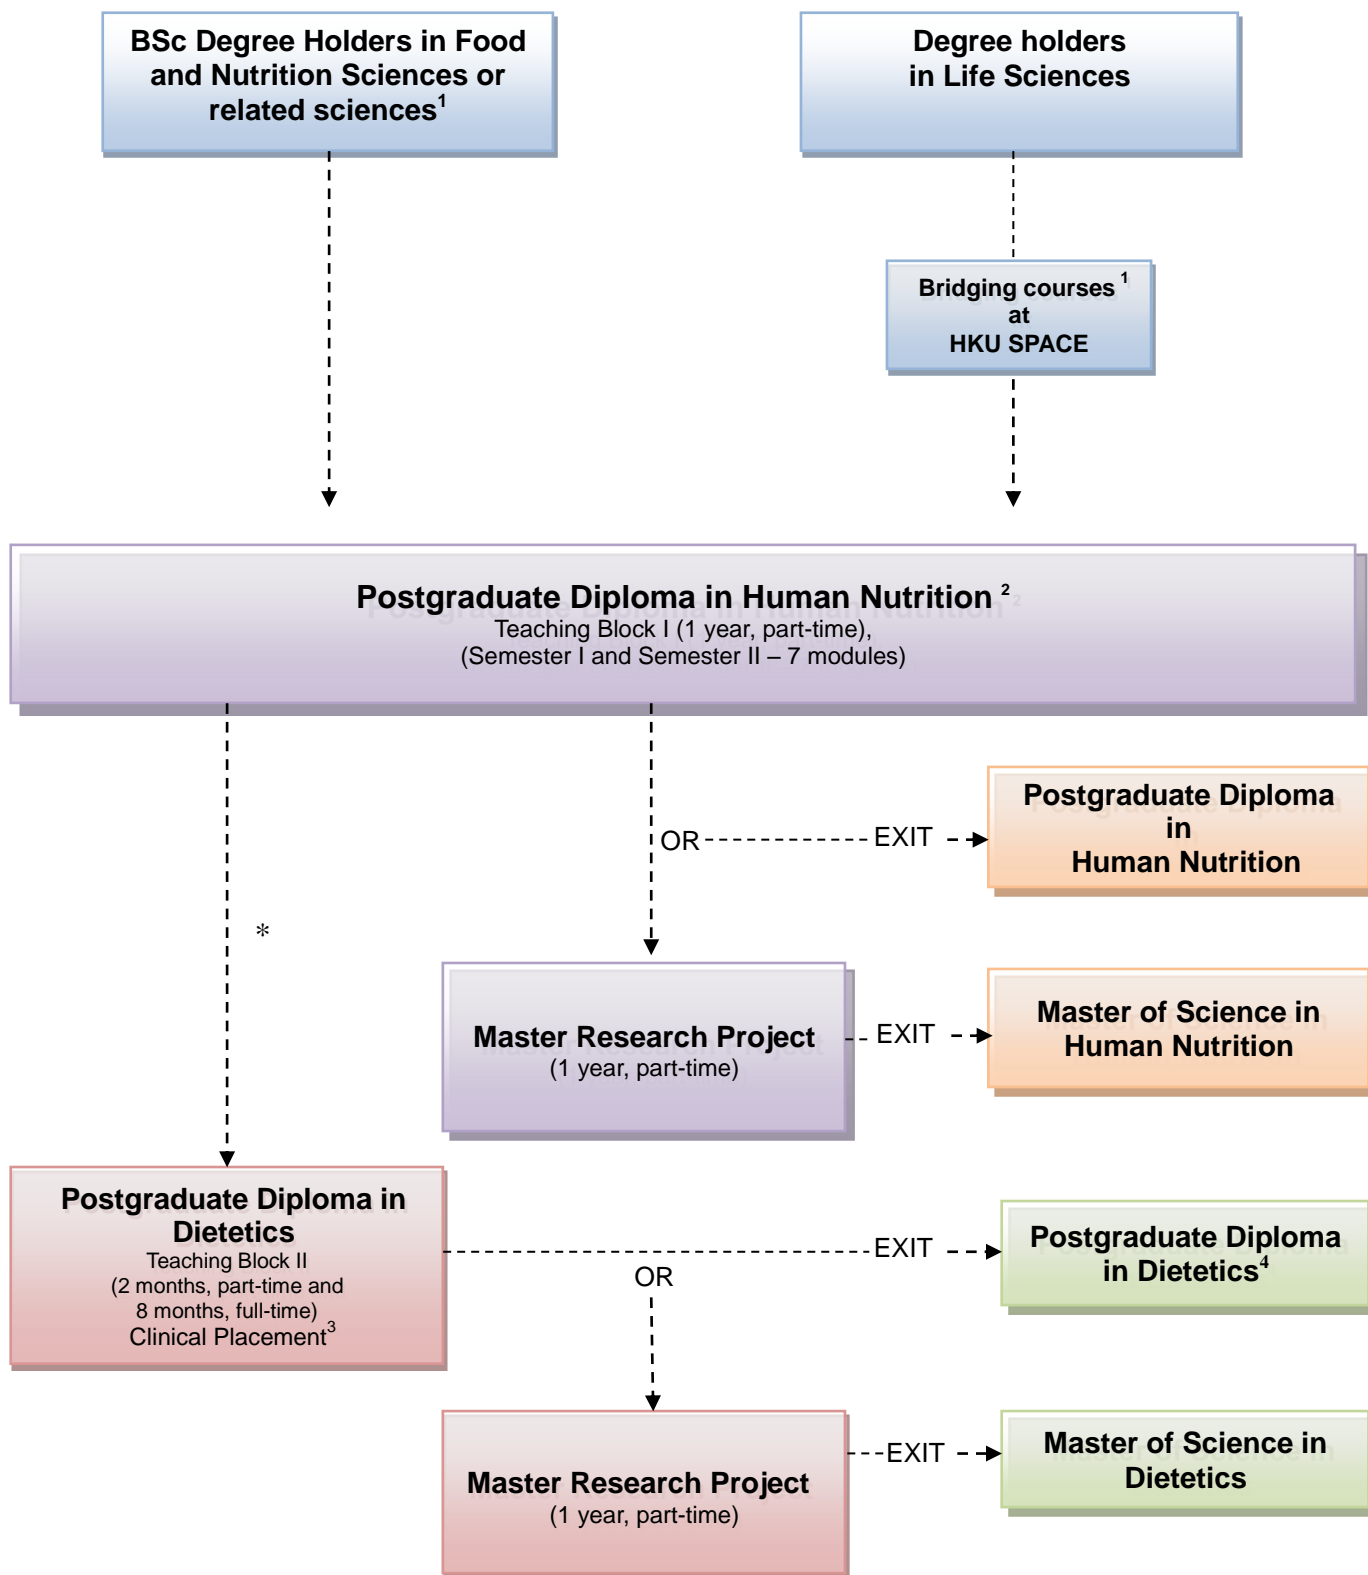 BSc Degree Holders in Food
and Nutrition Sciences or
related sciences1
Degree holders
in Life Sciences
Bridging courses 1
at
HKU SPACE
Postgraduate Diploma in Human Nutrition 2
Teaching Block I (1 year, part-time),
(Semester I and Semester II – 7 modules)
OR
EXIT
Postgraduate Diploma
in
Human Nutrition
*
Master Research Project
(1 year, part-time)
EXIT
Master of Science in
Human Nutrition
Postgraduate Diploma in
Dietetics
Teaching Block II
(2 months, part-time and
8 months, full-time)
Clinical Placement3
EXIT
OR
Postgraduate Diploma
in Dietetics4
Master Research Project
(1 year, part-time)
EXIT
Master of Science in
Dietetics